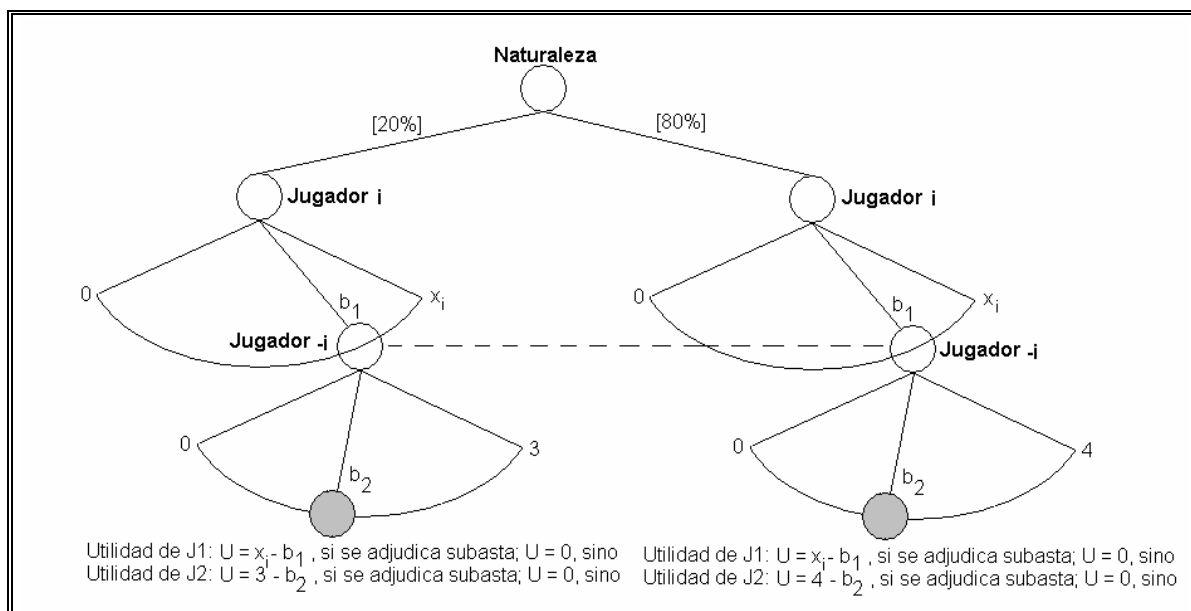 Naturaleza
[20%] [80%]
Jugador i Jugador i
0 0
b1 xi b1 xi
Jugador -i Jugador -i
0 3 0 4
b2 b2
Utilidad de J1: U = xi - b1 , si se adjudica subasta; U = 0, sino
Utilidad de J2: U = 3 - b2 , si se adjudica subasta; U = 0, sino
Utilidad de J1: U = xi - b1 , si se adjudica subasta; U = 0, sino
Utilidad de J2: U = 4 - b2 , si se adjudica subasta; U = 0, sino